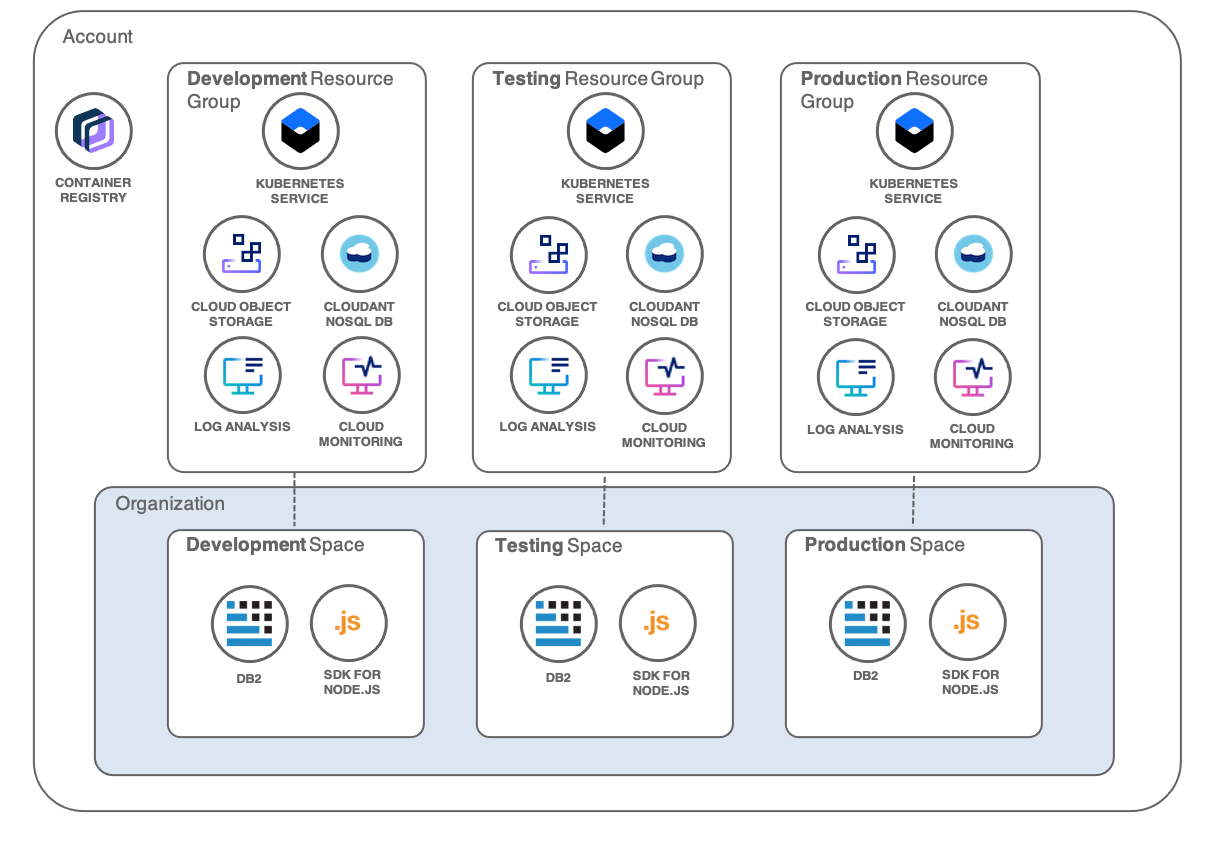 Account
CONTAINER
REGISTRY
Development Resource
Group
KUBERNETES
SERVICE
CLOUD OBJECT
STORAGE
CLOUDANT
NOSQL DB
LOG ANALYSIS
CLOUD
MONITORING
Testing Resource Group
KUBERNETES
SERVICE
CLOUD OBJECT
STORAGE
CLOUDANT
NOSQL DB
LOG ANALYSIS
CLOUD
MONITORING
Production Resource
Group
KUBERNETES
SERVICE
CLOUD OBJECT
STORAGE
CLOUDANT
NOSQL DB
LOG ANALYSIS
CLOUD
MONITORING
Organization
Development Space
DB2
.js
SDK FOR
NODE.JS
Testing Space
DB2
.js
SDK FOR
NODE.JS
Production Space
DB2
.js
SDK FOR
NODE.JS